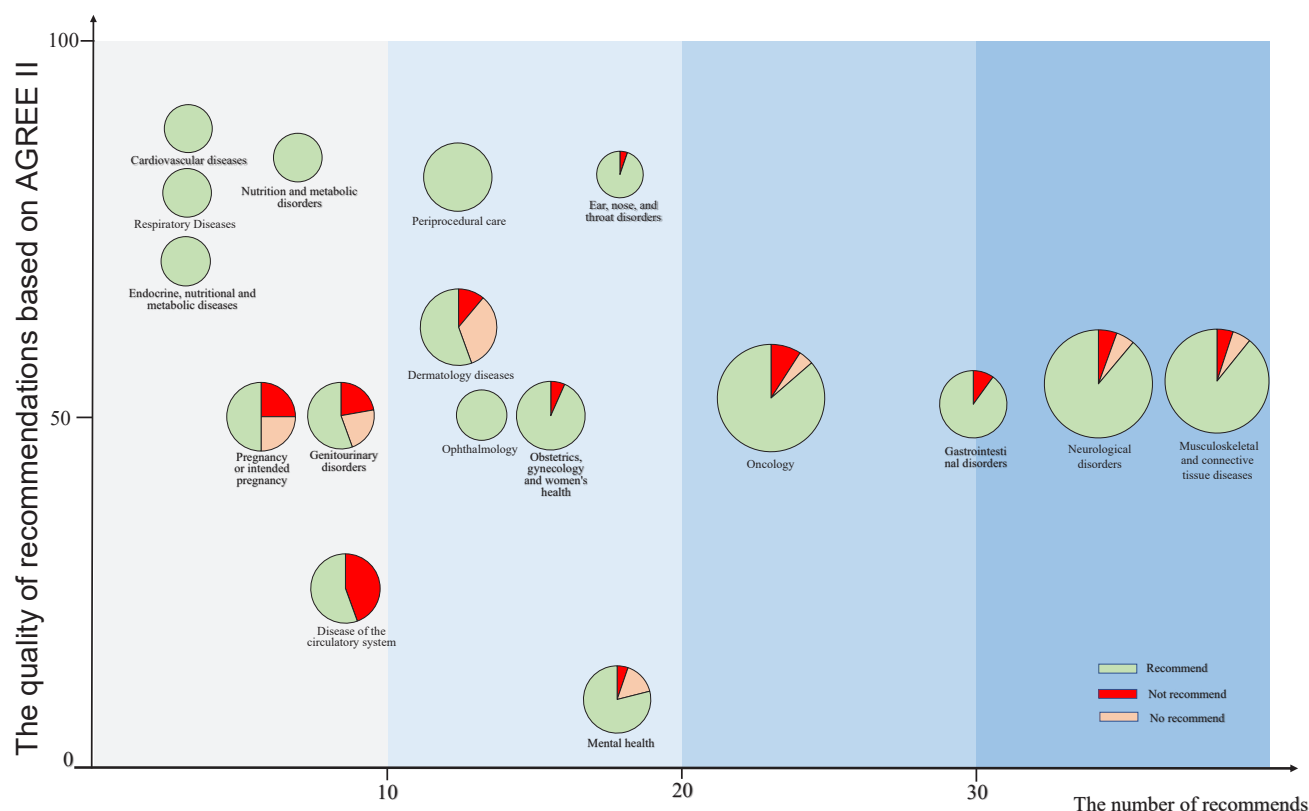 The quality of recommendations based on AGREE II
100
50
0
Cardiovascular diseases
Respiratory Diseases
Endocrine, nutritional and
metabolic diseases
Nutrition and metabolic
disorders
Periprocedural care
Ear, nose, and
throat disorders
Dermatology diseases
Pregnancy
or intended
pregnancy
Genitourinary
disorders
Ophthalmology
Obstetrics,
gynecology
and women's
health
Oncology
Gastrointesti
nal disorders
Neurological
disorders
Musculoskeletal
and connective
tissue diseases
Disease of the
circulatory system
Mental health
Recommend
Not recommend
No recommend
10
20
30
The number of recommends